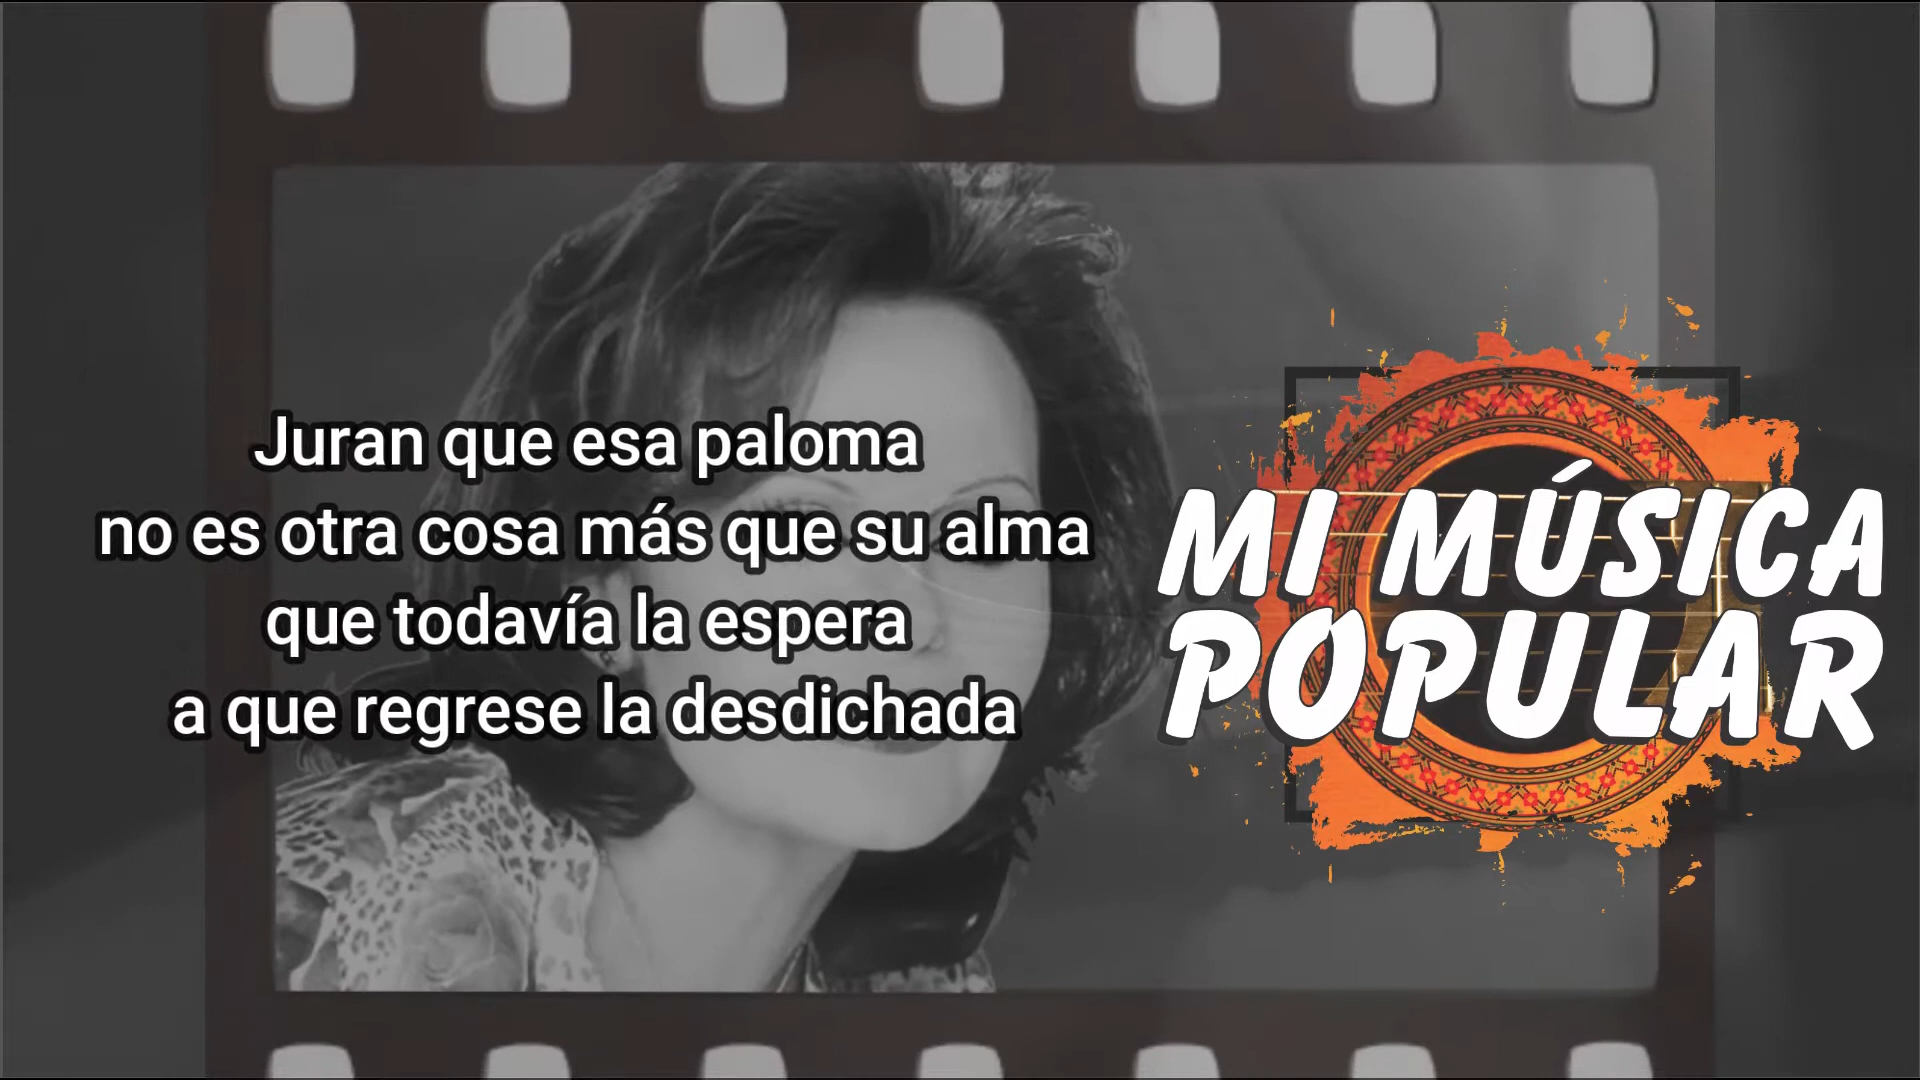 Juran que esa paloma
no es otra cosa más que su alma
que todavía la espera
a que regrese la desdichada
MI MÚSICA
POPULAR